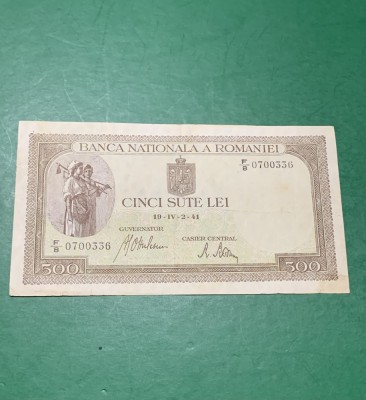 BANCA NATIONALA A ROMANIEI
F/8 0700336
CINCI SUTE LEI
19-IV-2-41
GUVERNATOR CASIER CENTRAL
F/8 0700336
500 500